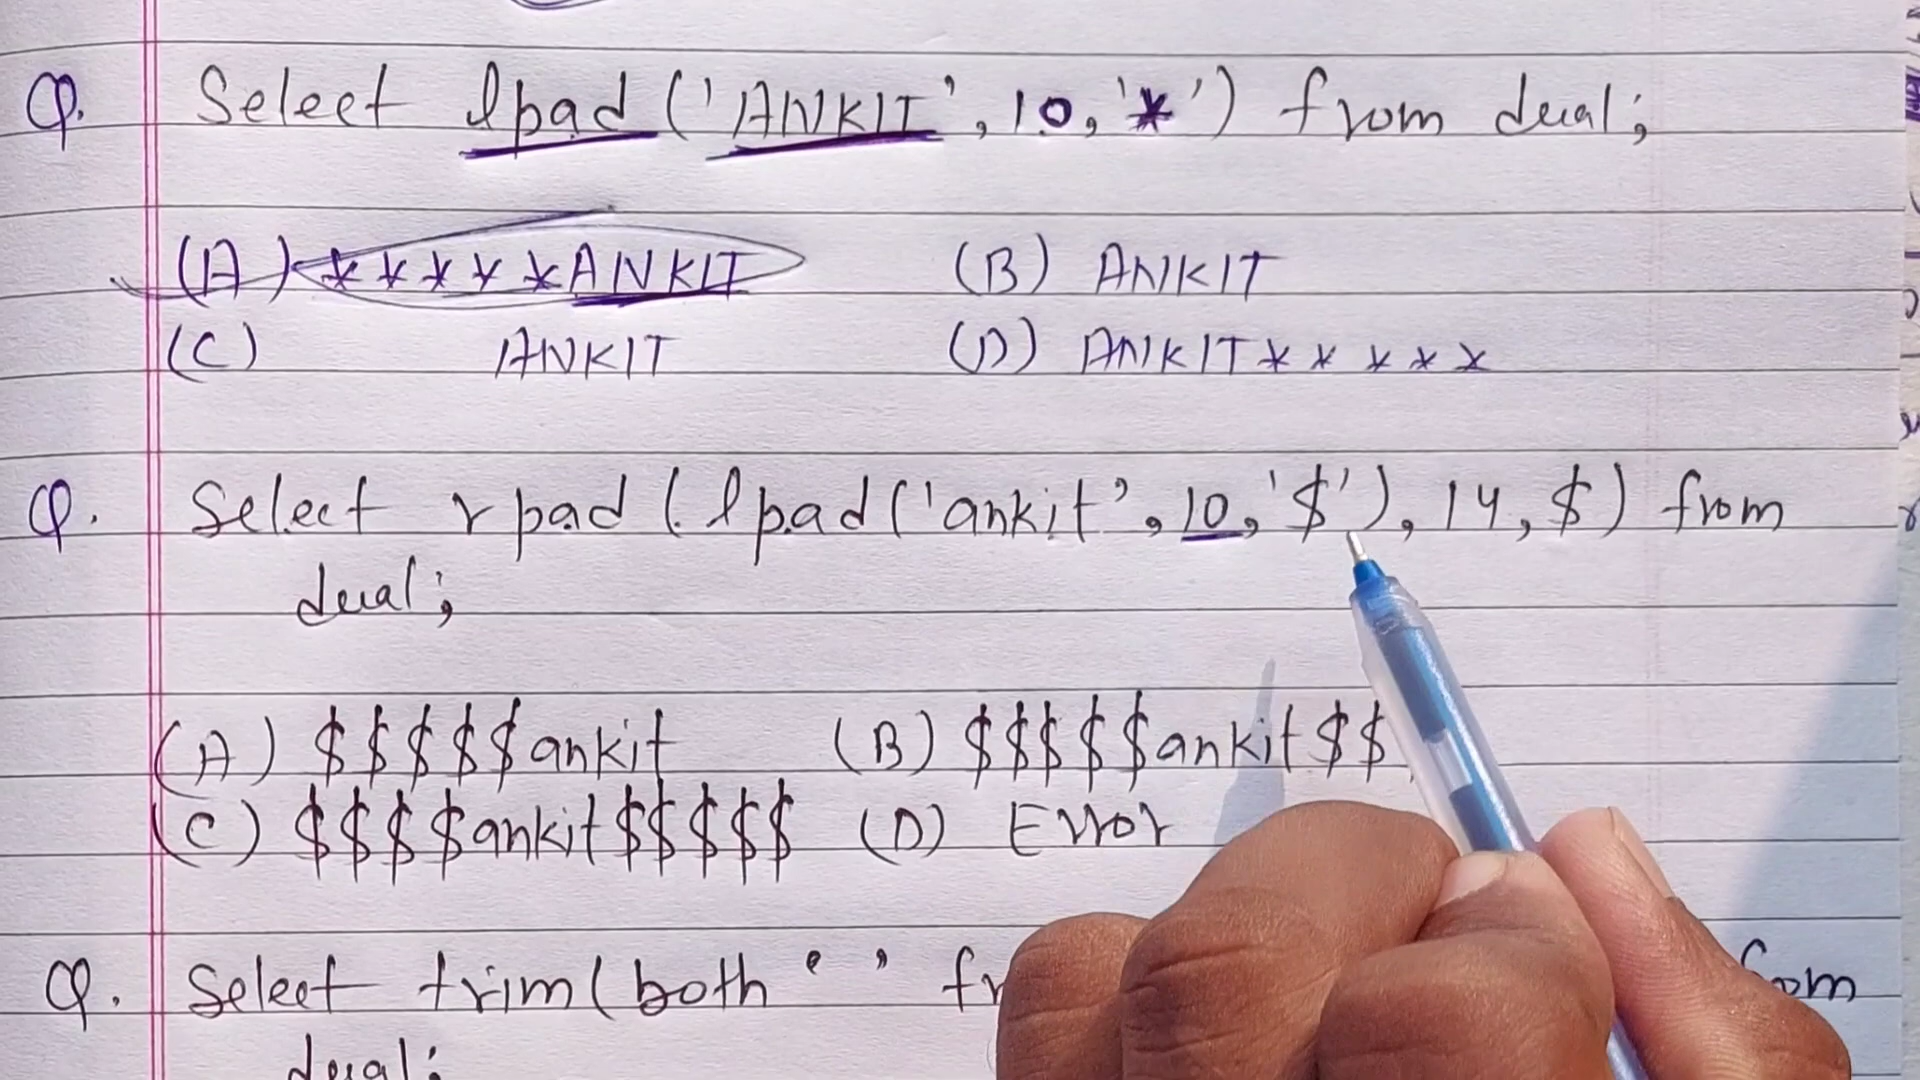 Q. Select lpad ('ANKIT', 10, '*') from dual;
(A) *****ANKIT (B) ANKIT
(C) ANKIT (D) ANKIT*****
Q. Select rpad (lpad('ankit', 10, '$'), 14, $) from
dual;
(A) $$$$$ankit (B) $$$$$ankit$$
(C) $$$$ankit$$$$$ (D) Error
Q. Select trim(both ' '
dual;